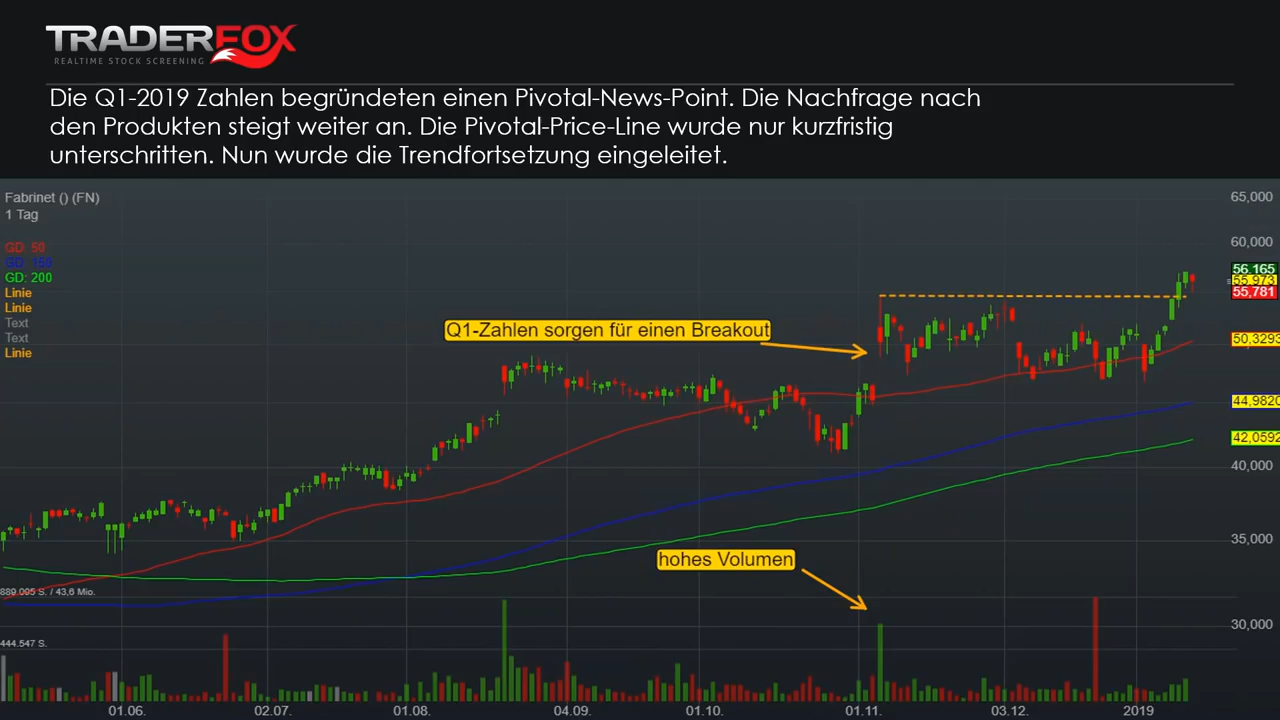 TRADERFOX
REALTIME STOCK SCREENING
Die Q1-2019 Zahlen begründeten einen Pivotal-News-Point. Die Nachfrage nach
den Produkten steigt weiter an. Die Pivotal-Price-Line wurde nur kurzfristig
unterschritten. Nun wurde die Trendfortsetzung eingeleitet.
Fabrinet () (FN)
1 Tag
GD: 50
GD: 150
GD: 200
Linie
Linie
Text
Text
Linie
65,000
60,000
56,165
55,973
55,781
50,3293
44,9820
42,0592
40,000
35,000
30,000
Q1-Zahlen sorgen für einen Breakout
hohes Volumen
889.095 S. / 43,6 Mio.
444.547 S.
01.06.
02.07.
01.08.
04.09.
01.10.
01.11.
03.12.
2019